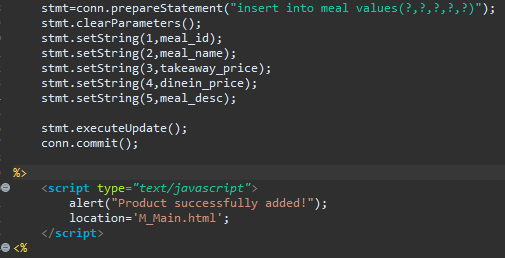 stmt=conn.prepareStatement("insert into meal values(?,?,?,?,?)");
stmt.clearParameters();
stmt.setString(1,meal_id);
stmt.setString(2,meal_name);
stmt.setString(3,takeaway_price);
stmt.setString(4,dinein_price);
stmt.setString(5,meal_desc);
stmt.executeUpdate();
conn.commit();
%>
<script type="text/javascript">
alert("Product successfully added!");
location='M_Main.html';
</script>
<%